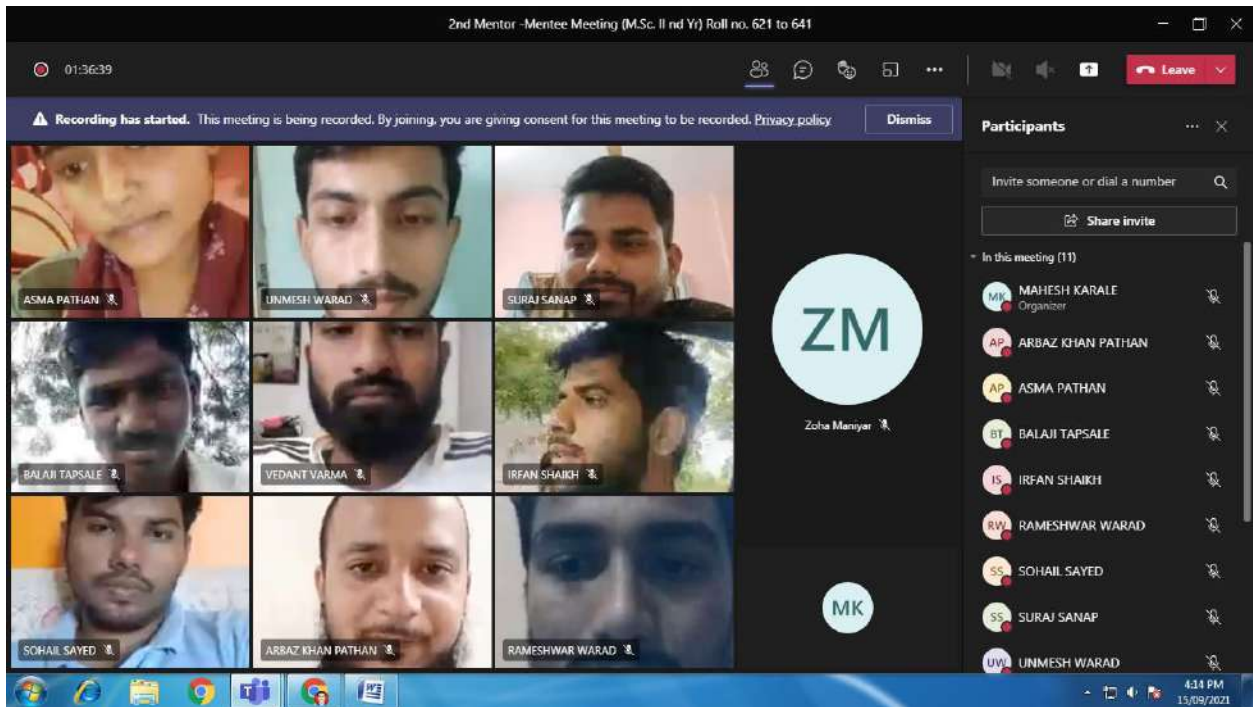 2nd Mentor -Mentee Meeting (M.Sc. II nd Yr) Roll no. 621 to 641
01:36:39
Leave
Recording has started. This meeting is being recorded. By joining, you are giving consent for this meeting to be recorded. Privacy policy
Dismiss
ASMA PATHAN
UNMESH WARAD
SURAJ SANAP
BALAJI TAPSALE
VEDANT VARMA
IRFAN SHAIKH
SOHAIL SAYED
ARBAZ KHAN PATHAN
RAMESHWAR WARAD
ZM
Zoha Maniyar
MK
Participants
Invite someone or dial a number
Share invite
In this meeting (11)
MK MAHESH KARALE
Organizer
AP ARBAZ KHAN PATHAN
AP ASMA PATHAN
BT BALAJI TAPSALE
IS IRFAN SHAIKH
RW RAMESHWAR WARAD
SS SOHAIL SAYED
SS SURAJ SANAP
UW UNMESH WARAD
4:14 PM
15/09/2021